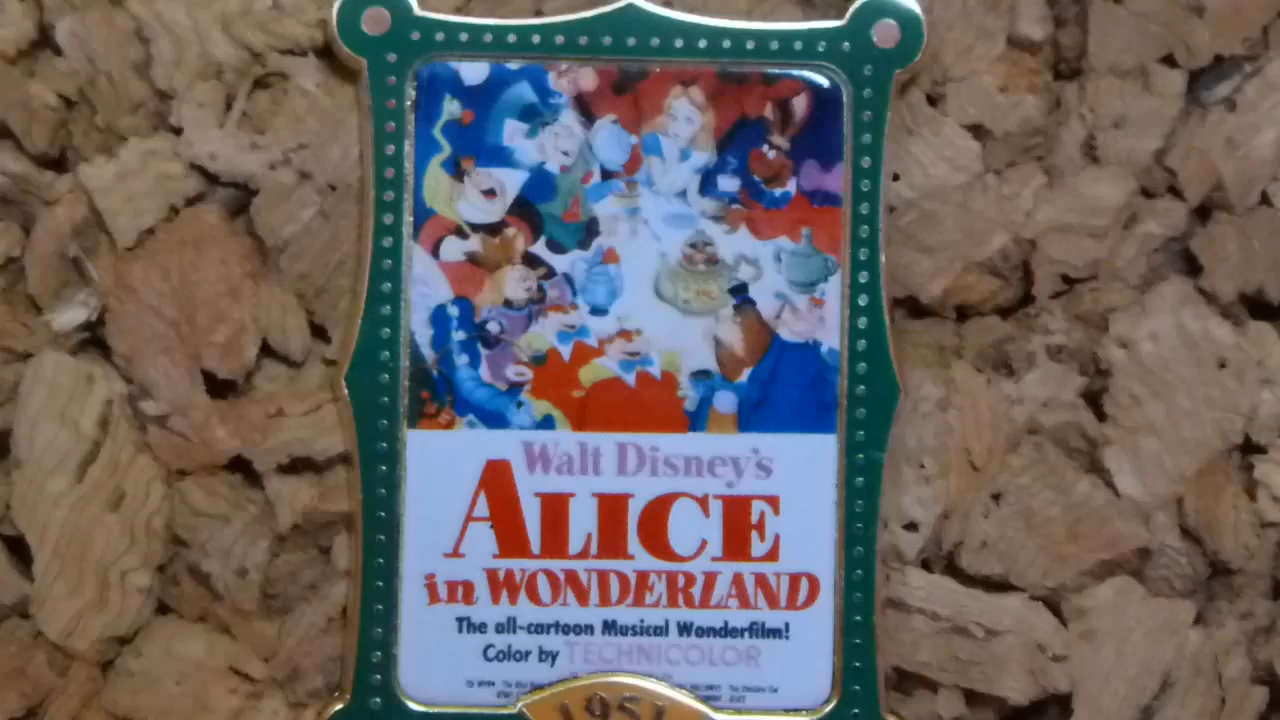 Walt Disney's
ALICE
in WONDERLAND
The all-cartoon Musical Wonderfilm!
Color by TECHNICOLOR
1951